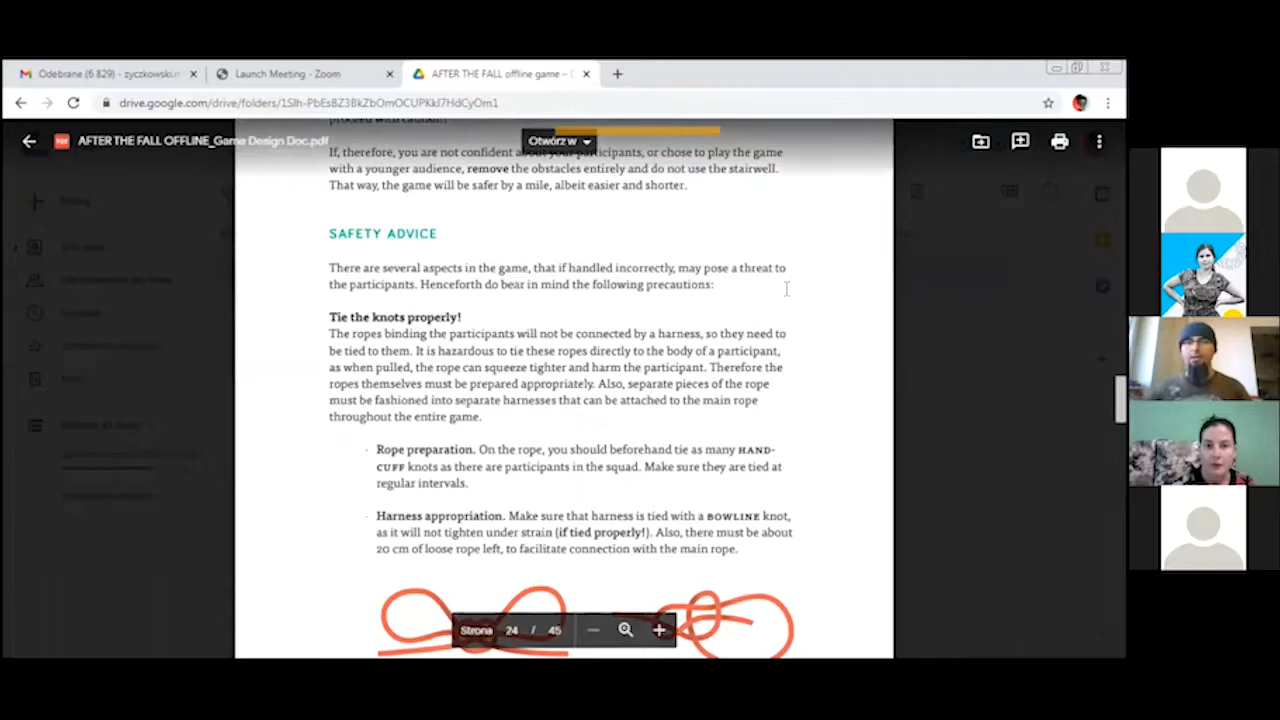 Odebrane (6 829) - zyczkowski.r
Launch Meeting - Zoom
AFTER THE FALL offline game –
drive.google.com/drive/folders/1Slh-PbEsBZ3BkZbOmOCUPKkI7HdCyOm1
AFTER THE FALL OFFLINE_Game Design Doc.pdf
Otwórz w
proceed with caution!!
If, therefore, you are not confident about your participants, or chose to play the game
with a younger audience, remove the obstacles entirely and do not use the stairwell.
That way, the game will be safer by a mile, albeit easier and shorter.
SAFETY ADVICE
There are several aspects in the game, that if handled incorrectly, may pose a threat to
the participants. Henceforth do bear in mind the following precautions:
Tie the knots properly!
The ropes binding the participants will not be connected by a harness, so they need to
be tied to them. It is hazardous to tie these ropes directly to the body of a participant,
as when pulled, the rope can squeeze tighter and harm the participant. Therefore the
ropes themselves must be prepared appropriately. Also, separate pieces of the rope
must be fashioned into separate harnesses that can be attached to the main rope
throughout the entire game.
· Rope preparation. On the rope, you should beforehand tie as many HAND-
CUFF knots as there are participants in the squad. Make sure they are tied at
regular intervals.
· Harness appropriation. Make sure that harness is tied with a BOWLINE knot,
as it will not tighten under strain (if tied properly!). Also, there must be about
20 cm of loose rope left, to facilitate connection with the main rope.
Strona 24 / 45